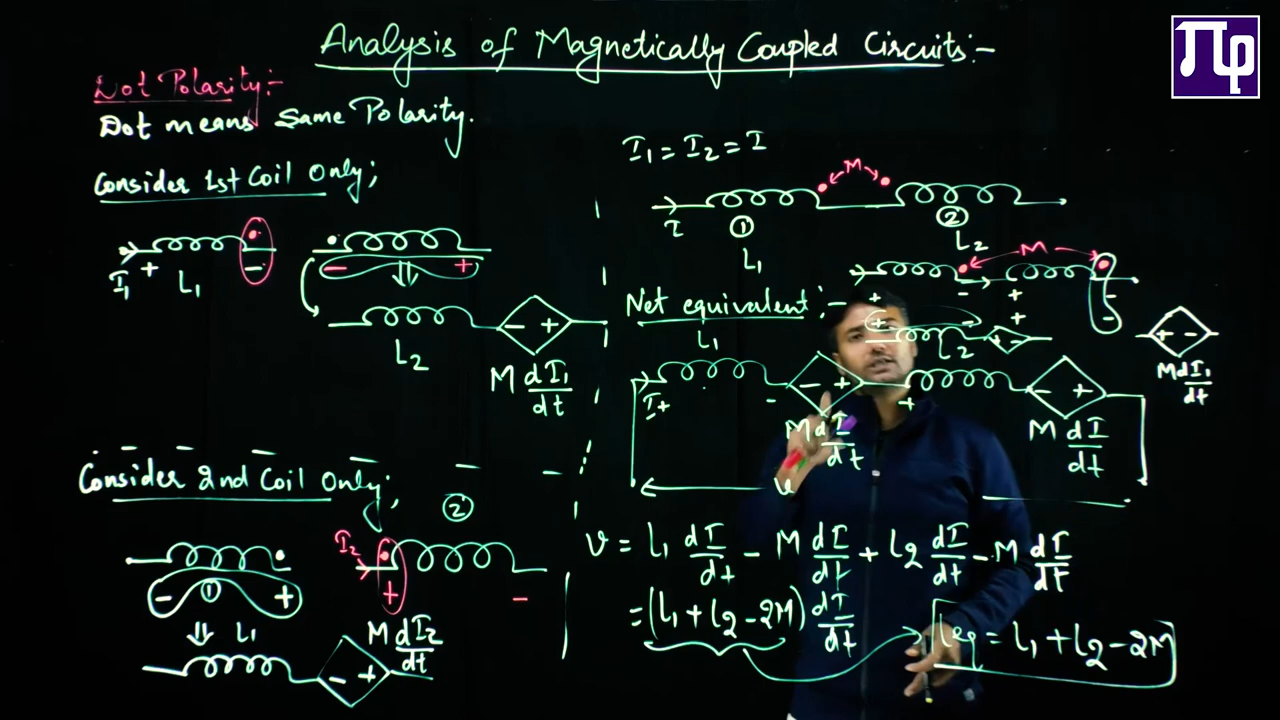 Analysis of Magnetically Coupled Circuits:-
πφ
Dot Polarity:-
Dot means Same Polarity.
Consider 1st Coil Only;
I1 + L1 -
- +
L2
- +
M dI1/dt
Consider 2nd Coil Only;
②
- ① +
L1
- +
M dI2/dt
I2 + -
I1 = I2 = I
M
I ① ②
L1 L2
M
+ - + -
+ - +
L2 + -
+ -
M dI1/dt
Net equivalent:-
L1
I + - - + + - +
M dI/dt M dI/dt
v
v = L1 dI/dt - M dI/dt + L2 dI/dt - M dI/dt
= (L1 + L2 - 2M) dI/dt
Leq = L1 + L2 - 2M